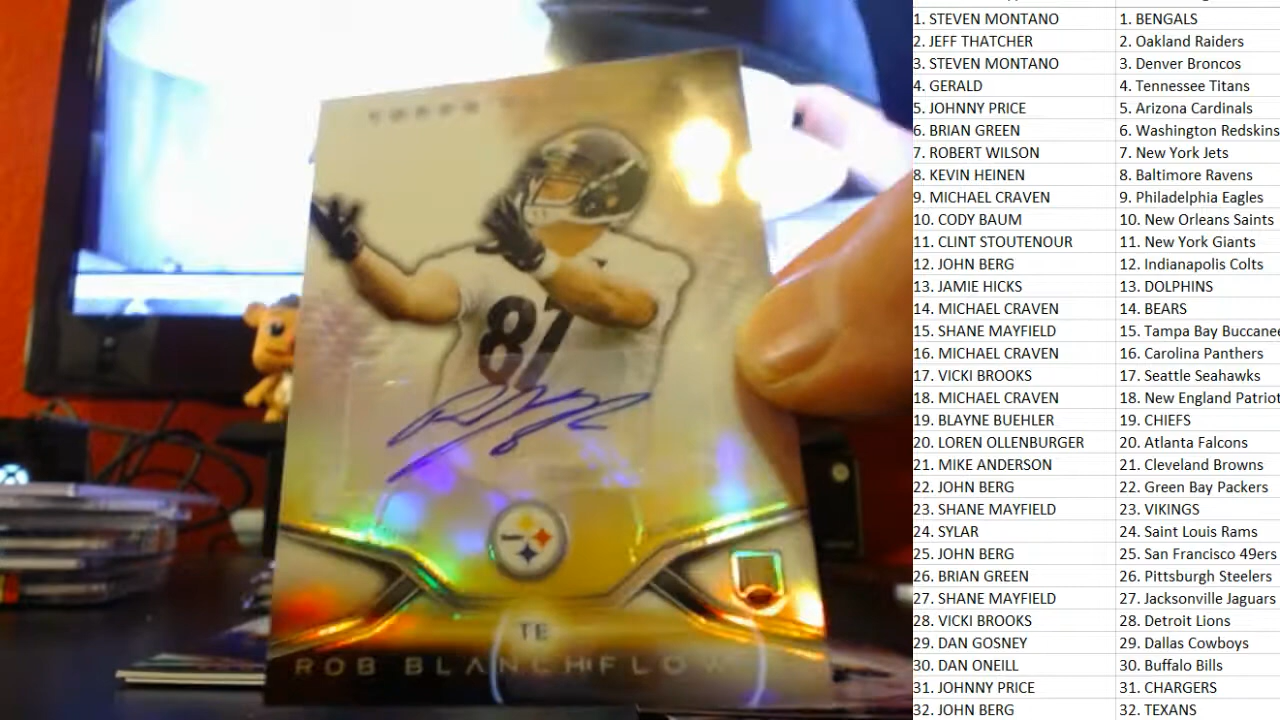 87
TE
ROB BLANCHFLOW
1. STEVEN MONTANO 1. BENGALS
2. JEFF THATCHER 2. Oakland Raiders
3. STEVEN MONTANO 3. Denver Broncos
4. GERALD 4. Tennessee Titans
5. JOHNNY PRICE 5. Arizona Cardinals
6. BRIAN GREEN 6. Washington Redskins
7. ROBERT WILSON 7. New York Jets
8. KEVIN HEINEN 8. Baltimore Ravens
9. MICHAEL CRAVEN 9. Philadelphia Eagles
10. CODY BAUM 10. New Orleans Saints
11. CLINT STOUTENOUR 11. New York Giants
12. JOHN BERG 12. Indianapolis Colts
13. JAMIE HICKS 13. DOLPHINS
14. MICHAEL CRAVEN 14. BEARS
15. SHANE MAYFIELD 15. Tampa Bay Buccanee
16. MICHAEL CRAVEN 16. Carolina Panthers
17. VICKI BROOKS 17. Seattle Seahawks
18. MICHAEL CRAVEN 18. New England Patriot
19. BLAYNE BUEHLER 19. CHIEFS
20. LOREN OLLENBURGER 20. Atlanta Falcons
21. MIKE ANDERSON 21. Cleveland Browns
22. JOHN BERG 22. Green Bay Packers
23. SHANE MAYFIELD 23. VIKINGS
24. SYLAR 24. Saint Louis Rams
25. JOHN BERG 25. San Francisco 49ers
26. BRIAN GREEN 26. Pittsburgh Steelers
27. SHANE MAYFIELD 27. Jacksonville Jaguars
28. VICKI BROOKS 28. Detroit Lions
29. DAN GOSNEY 29. Dallas Cowboys
30. DAN ONEILL 30. Buffalo Bills
31. JOHNNY PRICE 31. CHARGERS
32. JOHN BERG 32. TEXANS